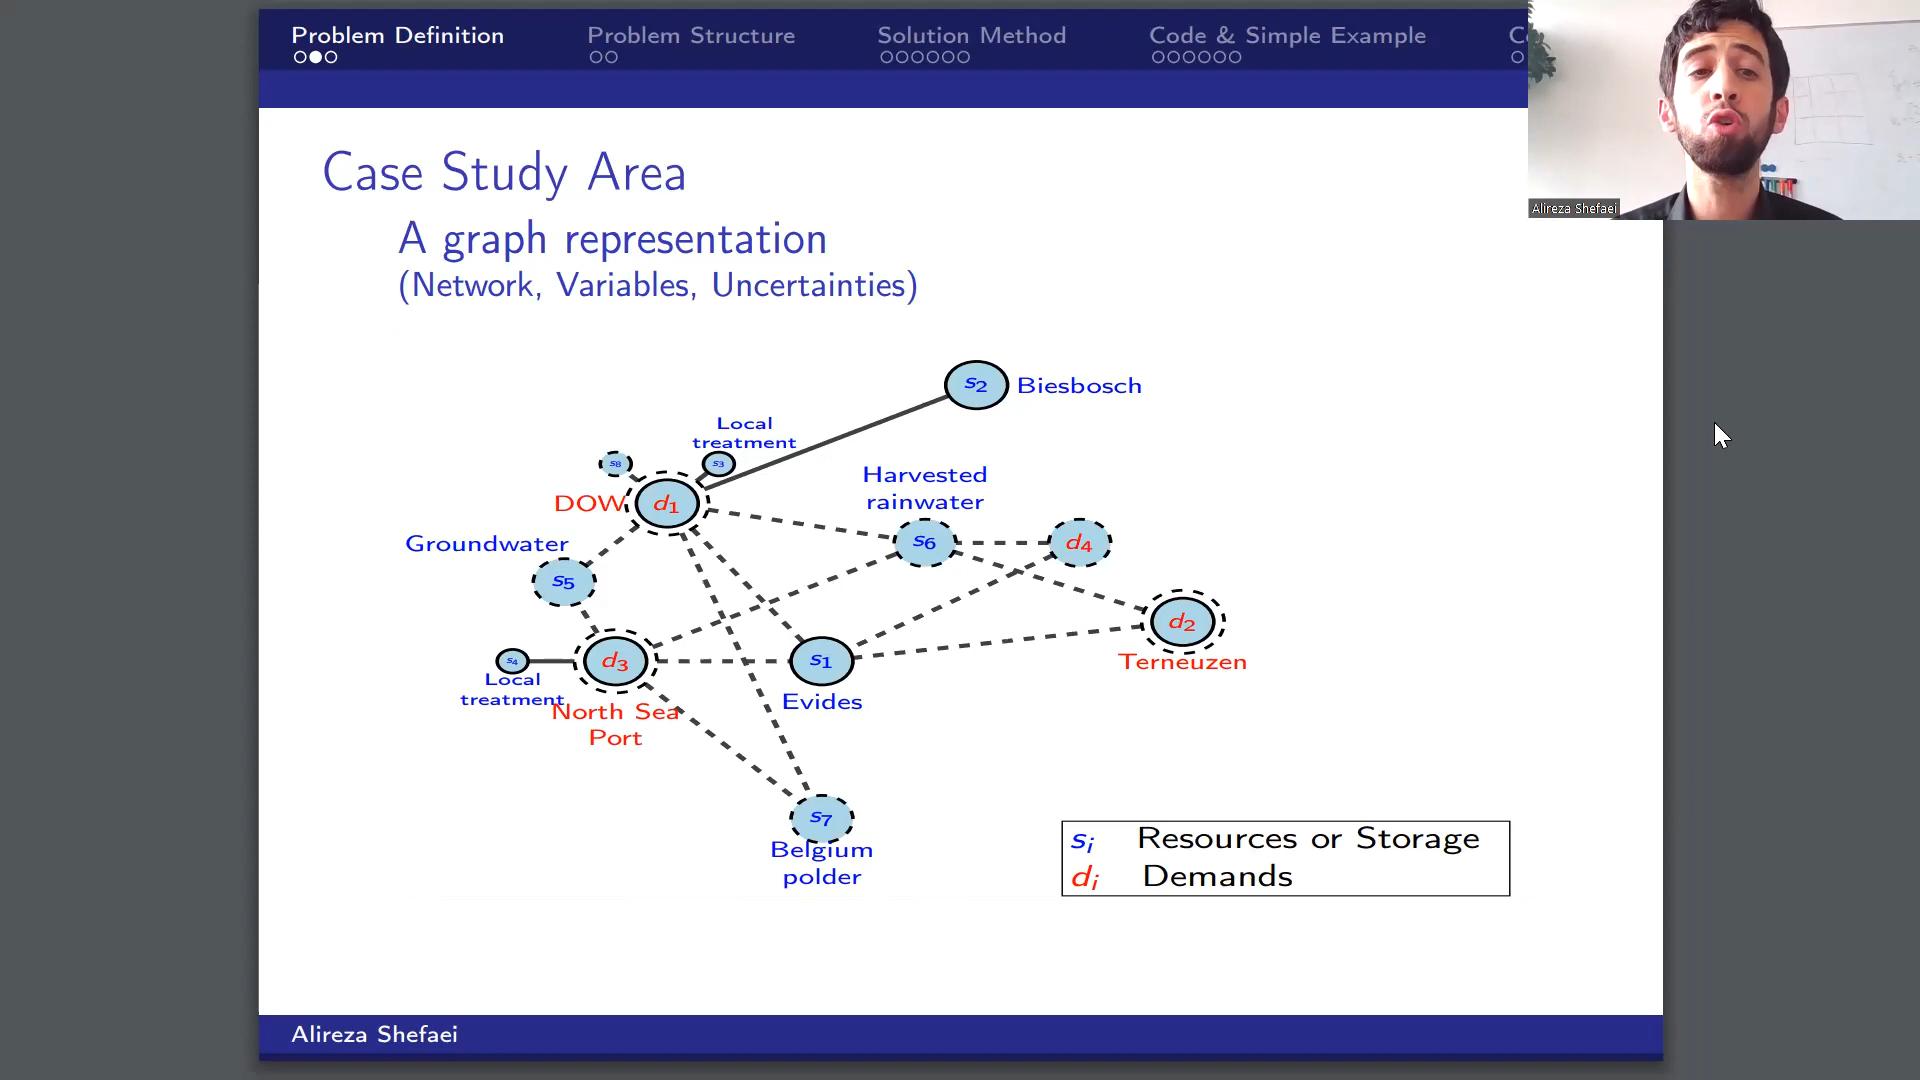 Problem Definition
Problem Structure
Solution Method
Code & Simple Example
Alireza Shefaei
Case Study Area
A graph representation
(Network, Variables, Uncertainties)
s2
Biesbosch
Local
treatment
s8
s3
DOW
d1
Harvested
rainwater
Groundwater
s6
d4
s5
d2
Terneuzen
s4
d3
s1
Local
treatment
North Sea
Port
Evides
s7
Belgium
polder
si Resources or Storage
di Demands
Alireza Shefaei